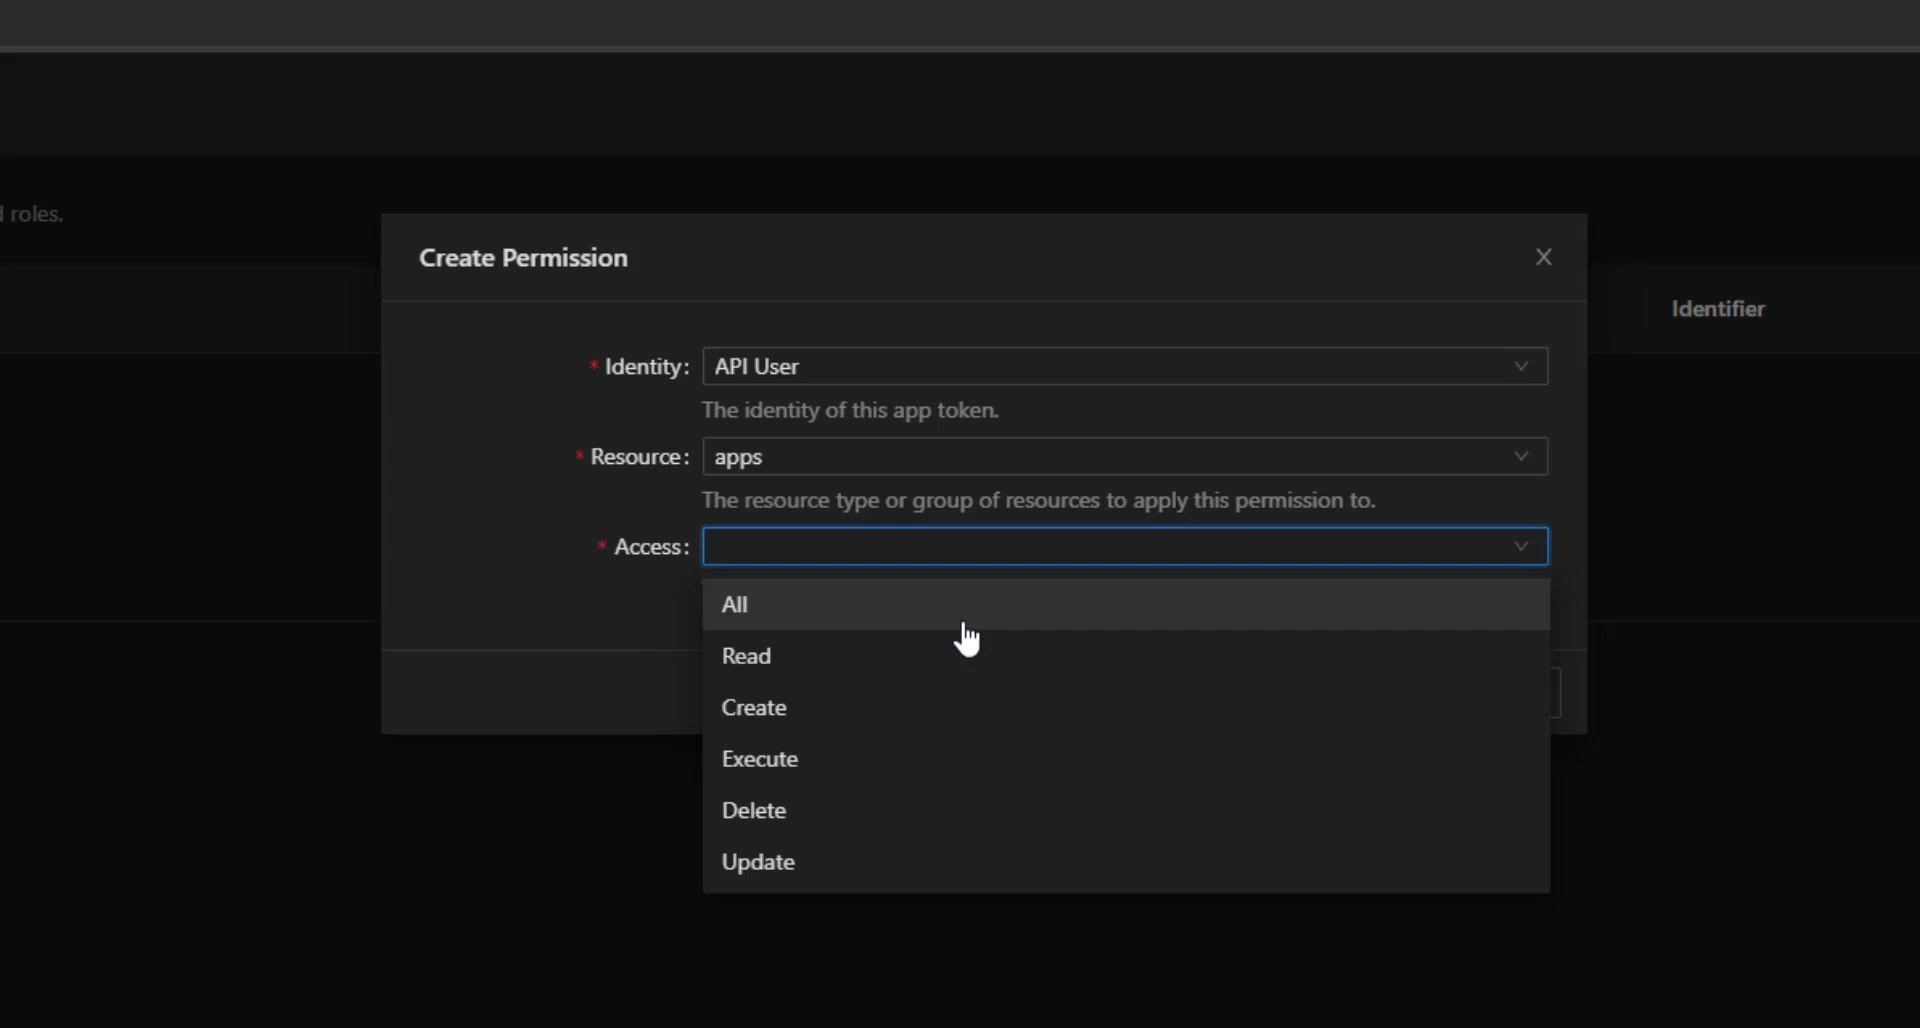 roles.
Create Permission
Identifier
* Identity: API User
The identity of this app token.
* Resource: apps
The resource type or group of resources to apply this permission to.
* Access:
All
Read
Create
Execute
Delete
Update